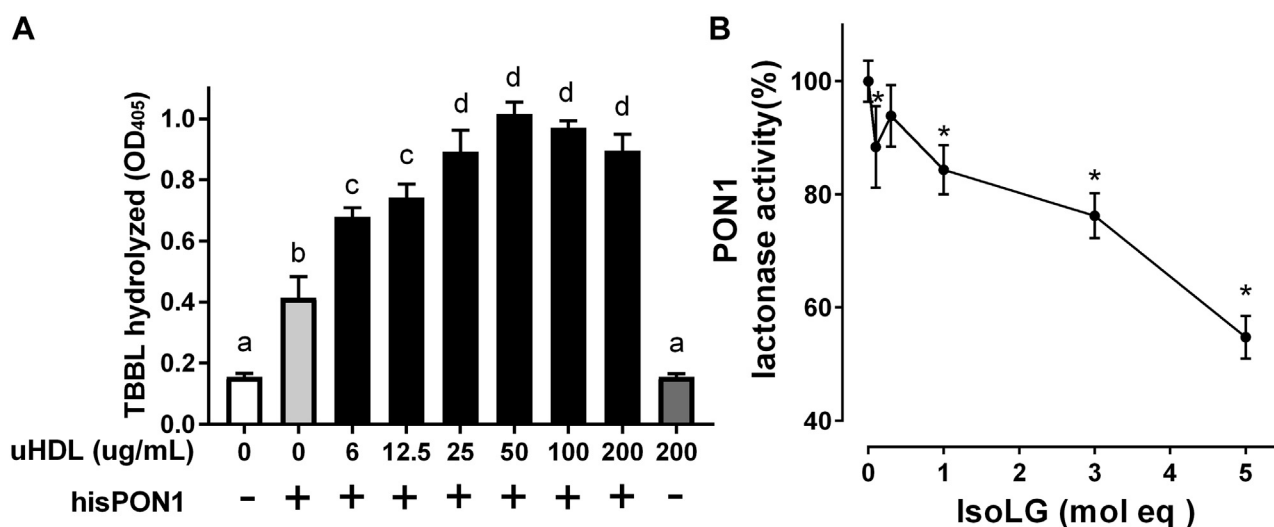 A
TBBL hydrolyzed (OD405)
1.0
0.8
0.6
0.4
0.2
0.0
a
b
c
c
d
d
d
d
a
uHDL (ug/mL) 0 0 6 12.5 25 50 100 200 200
hisPON1 - + + + + + + + -
B
PON1
lactonase activity(%)
100
80
60
40
*
*
*
*
0 1 2 3 4 5
IsoLG (mol eq )